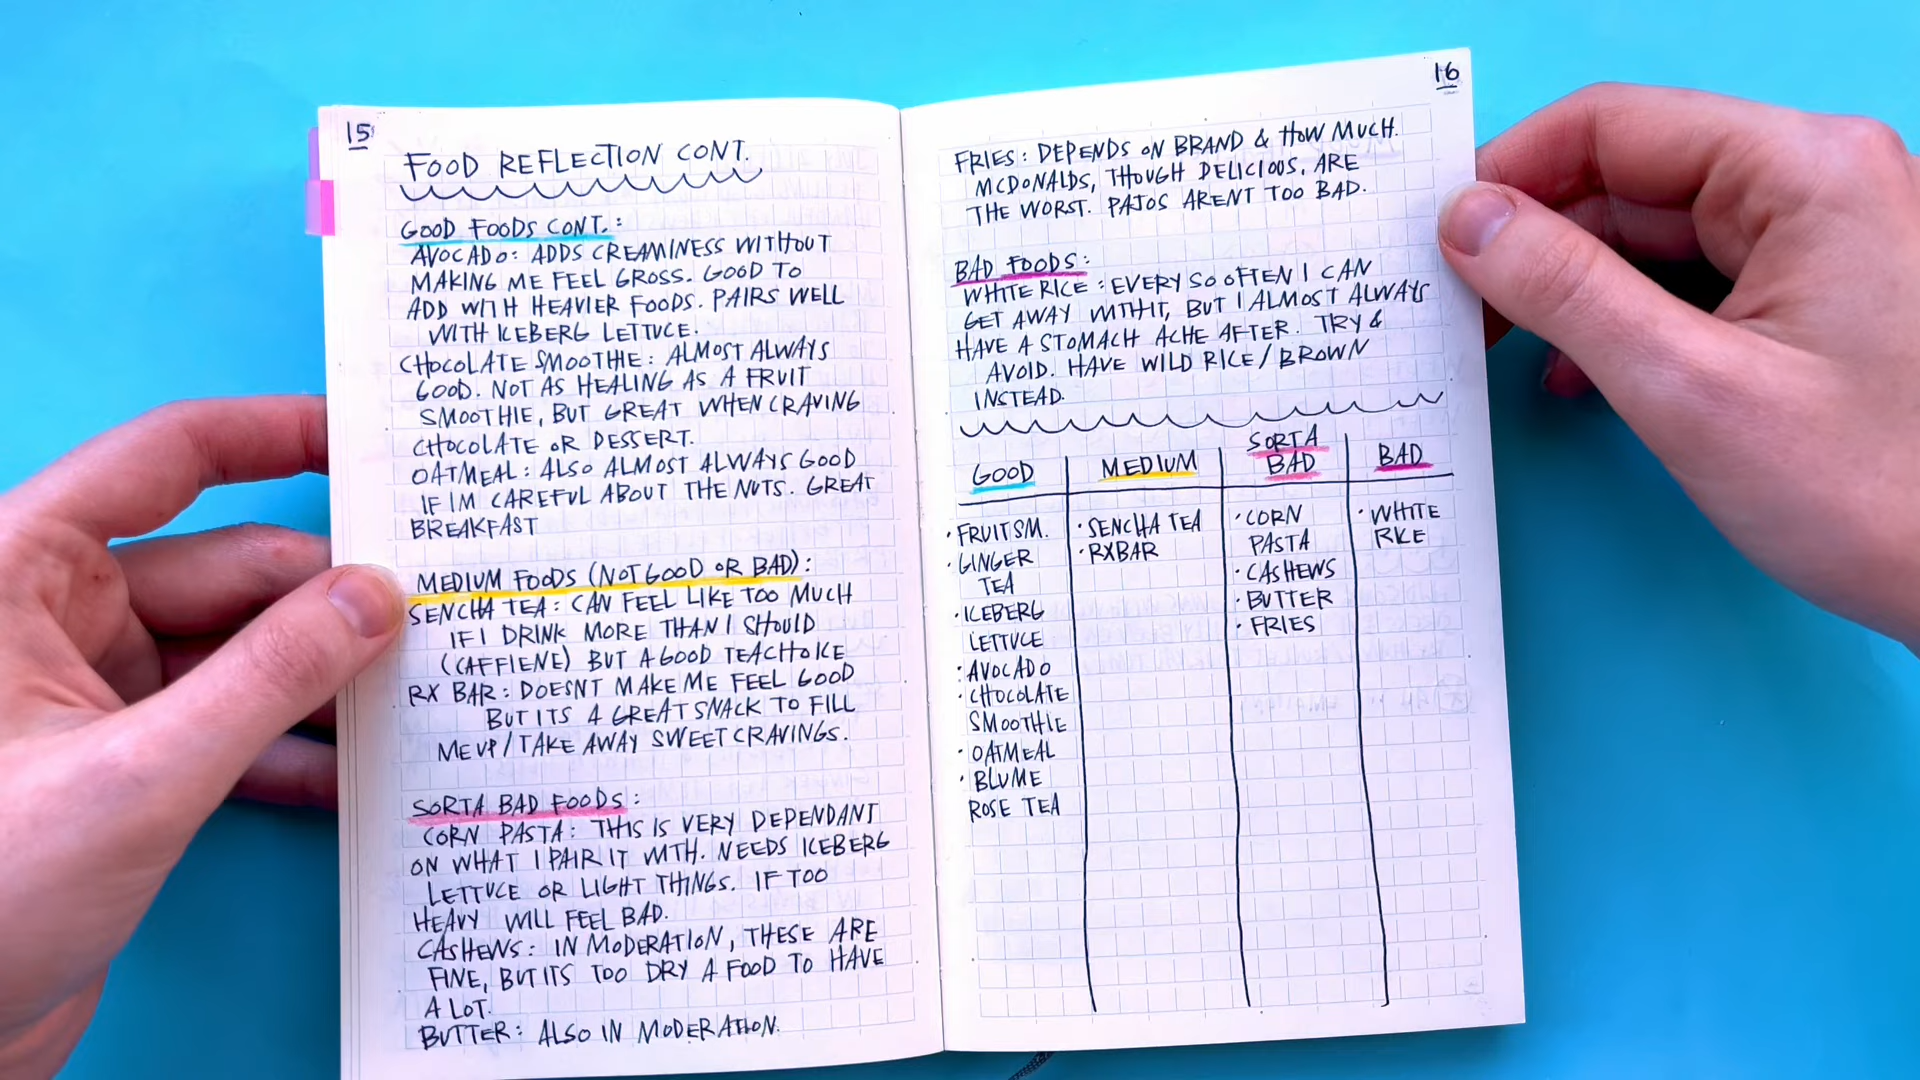 15
FOOD REFLECTION CONT.
GOOD FOODS CONT.:
AVOCADO: ADDS CREAMINESS WITHOUT
MAKING ME FEEL GROSS. GOOD TO
ADD WITH HEAVIER FOODS. PAIRS WELL
WITH ICEBERG LETTUCE.
CHOCOLATE SMOOTHIE: ALMOST ALWAYS
GOOD. NOT AS HEALING AS A FRUIT
SMOOTHIE, BUT GREAT WHEN CRAVING
CHOCOLATE OR DESSERT.
OATMEAL: ALSO ALMOST ALWAYS GOOD
IF IM CAREFUL ABOUT THE NUTS. GREAT
BREAKFAST
MEDIUM FOODS (NOT GOOD OR BAD):
SENCHA TEA: CAN FEEL LIKE TOO MUCH
IF I DRINK MORE THAN I SHOULD
(CAFFIENE) BUT A GOOD TEA CHOICE
RX BAR: DOESNT MAKE ME FEEL GOOD
BUT ITS A GREAT SNACK TO FILL
ME UP/TAKE AWAY SWEET CRAVINGS.
SORTA BAD FOODS:
CORN PASTA: THIS IS VERY DEPENDANT
ON WHAT I PAIR IT WITH. NEEDS ICEBERG
LETTUCE OR LIGHT THINGS. IF TOO
HEAVY WILL FEEL BAD.
CASHEWS: IN MODERATION, THESE ARE
FINE, BUT ITS TOO DRY A FOOD TO HAVE
A LOT.
BUTTER: ALSO IN MODERATION.
16
FRIES: DEPENDS ON BRAND & HOW MUCH.
MCDONALDS, THOUGH DELICIOUS, ARE
THE WORST. PATOS ARENT TOO BAD.
BAD FOODS:
WHITE RICE: EVERY SO OFTEN I CAN
GET AWAY WITH IT, BUT I ALMOST ALWAYS
HAVE A STOMACH ACHE AFTER. TRY &
AVOID. HAVE WILD RICE/BROWN
INSTEAD.
GOOD
· FRUIT SM.
· GINGER
TEA
· ICEBERG
LETTUCE
· AVOCADO
· CHOCOLATE
SMOOTHIE
· OATMEAL
· BLUME
ROSE TEA
MEDIUM
· SENCHA TEA
· RXBAR
SORTA
BAD
· CORN
PASTA
· CASHEWS
· BUTTER
· FRIES
BAD
· WHITE
RICE